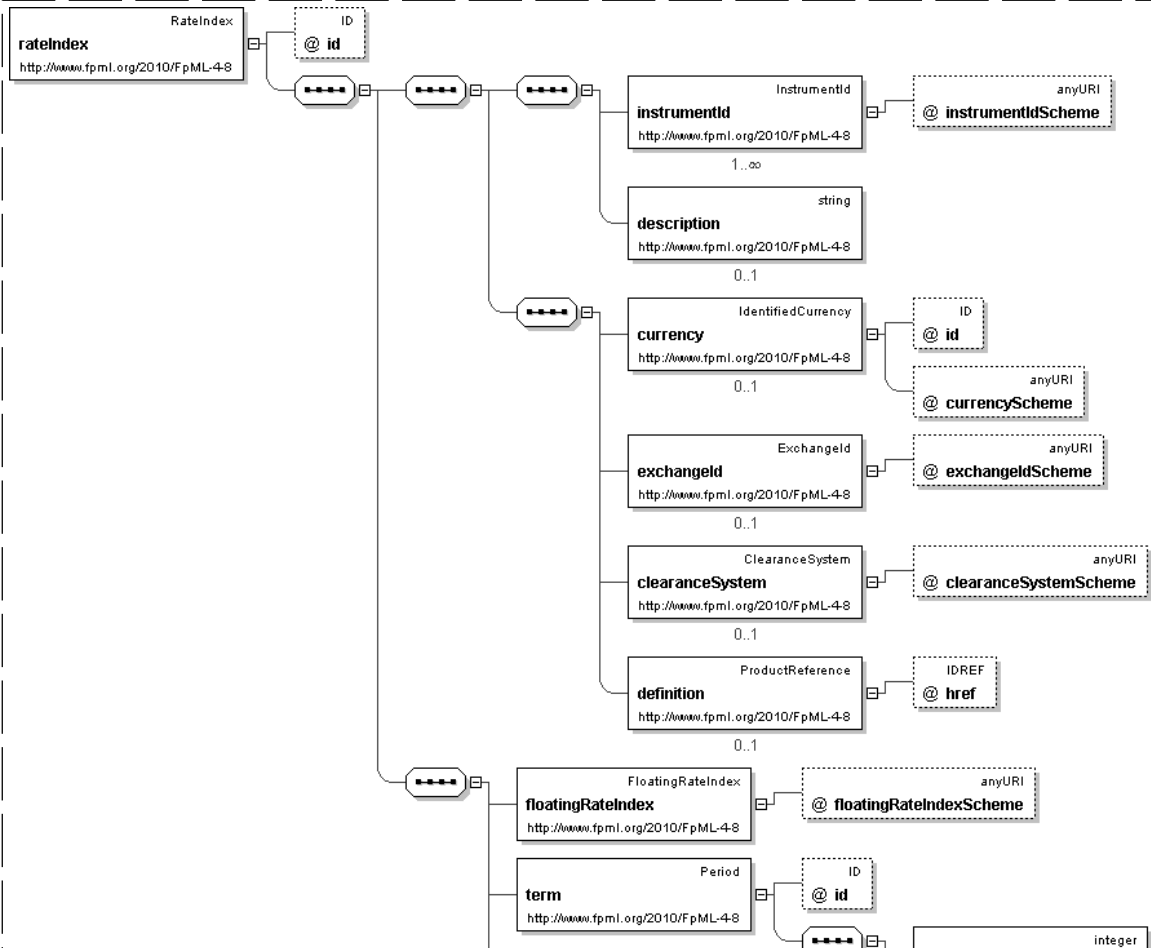 RateIndex
rateIndex
http://www.fpml.org/2010/FpML-4-8
ID
@ id
InstrumentId
instrumentId
http://www.fpml.org/2010/FpML-4-8
1..∞
anyURI
@ instrumentIdScheme
string
description
http://www.fpml.org/2010/FpML-4-8
0..1
IdentifiedCurrency
currency
http://www.fpml.org/2010/FpML-4-8
0..1
ID
@ id
anyURI
@ currencyScheme
ExchangeId
exchangeId
http://www.fpml.org/2010/FpML-4-8
0..1
anyURI
@ exchangeIdScheme
ClearanceSystem
clearanceSystem
http://www.fpml.org/2010/FpML-4-8
0..1
anyURI
@ clearanceSystemScheme
ProductReference
definition
http://www.fpml.org/2010/FpML-4-8
0..1
IDREF
@ href
FloatingRateIndex
floatingRateIndex
http://www.fpml.org/2010/FpML-4-8
anyURI
@ floatingRateIndexScheme
Period
term
http://www.fpml.org/2010/FpML-4-8
ID
@ id
integer